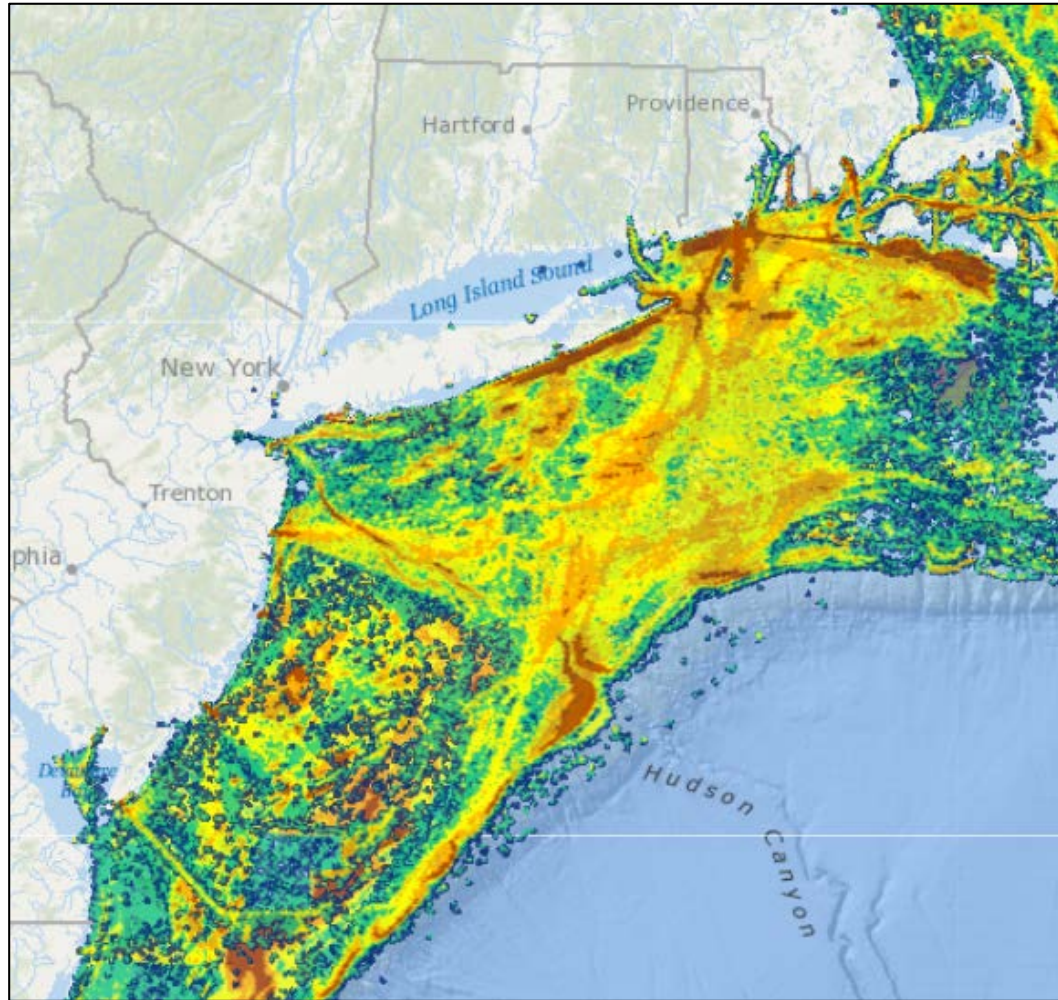 Providence
Hartford
Long Island Sound
New York
Trenton
phia
Hudson Canyon